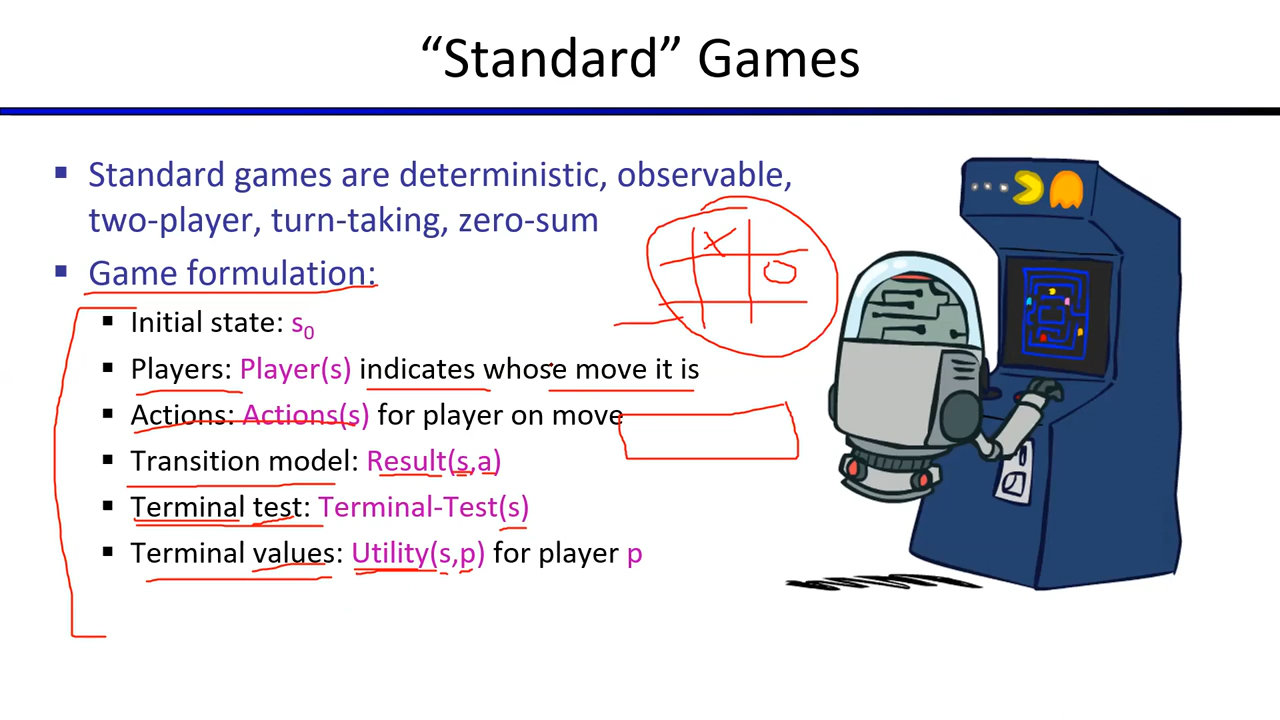 “Standard” Games
▪ Standard games are deterministic, observable,
two-player, turn-taking, zero-sum
▪ Game formulation:
▪ Initial state: s₀
▪ Players: Player(s) indicates whose move it is
▪ Actions: Actions(s) for player on move
▪ Transition model: Result(s,a)
▪ Terminal test: Terminal-Test(s)
▪ Terminal values: Utility(s,p) for player p
X
O